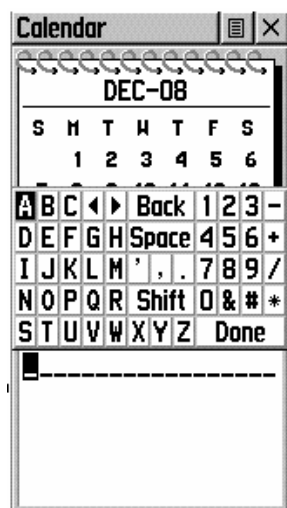 Calendar
DEC-08
S M T W T F S
1 2 3 4 5 6
A B C ◄ ► Back 1 2 3 -
D E F G H Space 4 5 6 +
I J K L M ' , . 7 8 9 /
N O P Q R Shift 0 & # *
S T U V W X Y Z Done